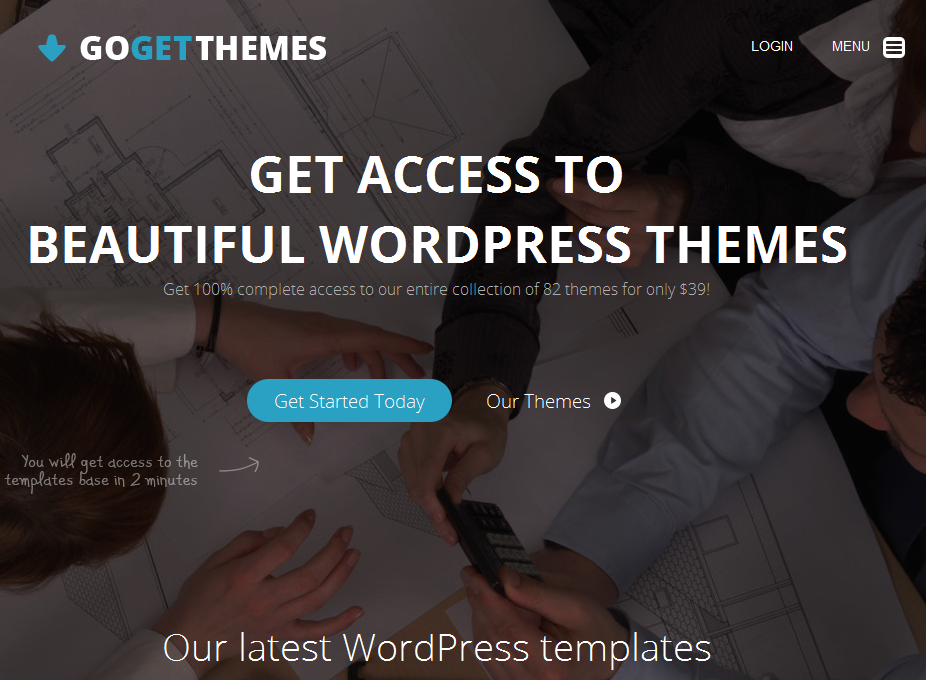 GOGETTHEMES
LOGIN MENU
GET ACCESS TO
BEAUTIFUL WORDPRESS THEMES
Get 100% complete access to our entire collection of 82 themes for only $39!
Get Started Today Our Themes
You will get access to the
templates base in 2 minutes
Our latest WordPress templates